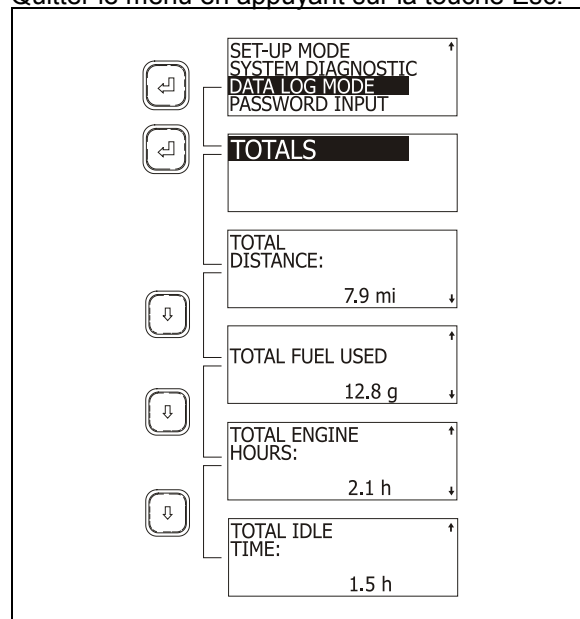 Quitter le menu en appuyant sur la touche Esc.
SET-UP MODE
SYSTEM DIAGNOSTIC
DATA LOG MODE
PASSWORD INPUT
TOTALS
TOTAL
DISTANCE:
7.9 mi
TOTAL FUEL USED
12.8 g
TOTAL ENGINE
HOURS:
2.1 h
TOTAL IDLE
TIME:
1.5 h